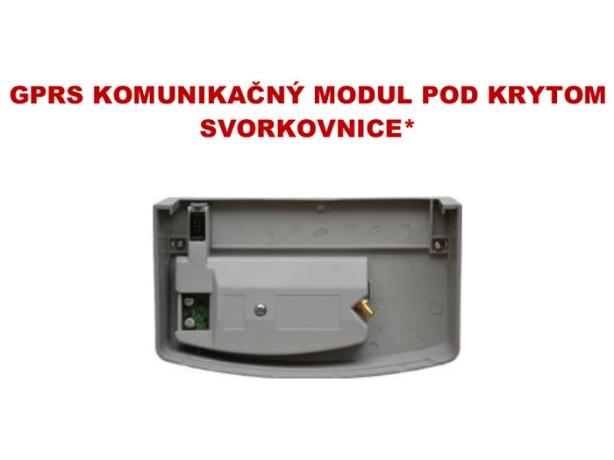 GPRS KOMUNIKAČNÝ MODUL POD KRYTOM
SVORKOVNICE*